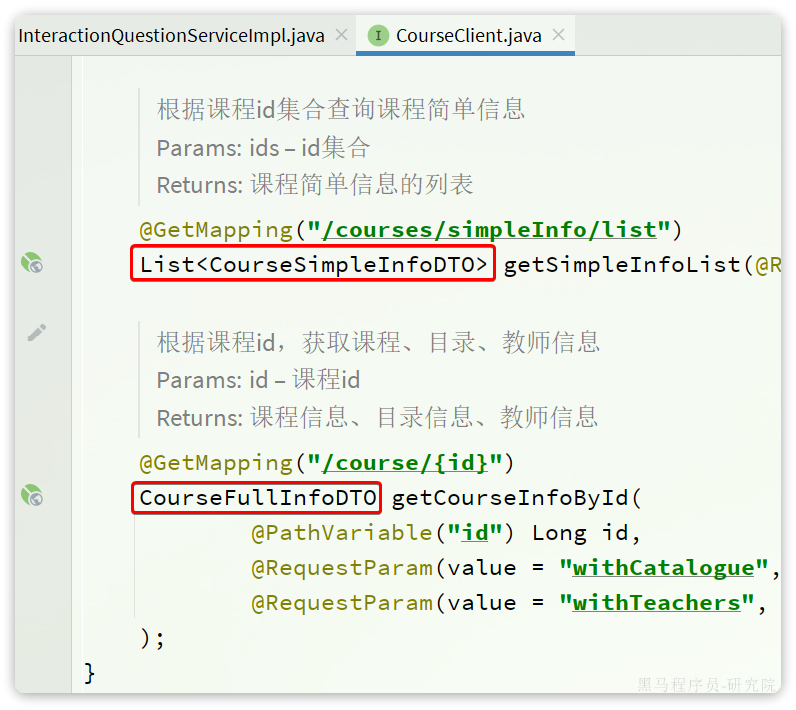 InteractionQuestionServiceImpl.java × I CourseClient.java ×
根据课程id集合查询课程简单信息
Params: ids – id集合
Returns: 课程简单信息的列表
@GetMapping("/courses/simpleInfo/list")
List<CourseSimpleInfoDTO> getSimpleInfoList(@R
根据课程id，获取课程、目录、教师信息
Params: id – 课程id
Returns: 课程信息、目录信息、教师信息
@GetMapping("/course/{id}")
CourseFullInfoDTO getCourseInfoById(
@PathVariable("id") Long id,
@RequestParam(value = "withCatalogue",
@RequestParam(value = "withTeachers",
);
}
黑马程序员-研究院